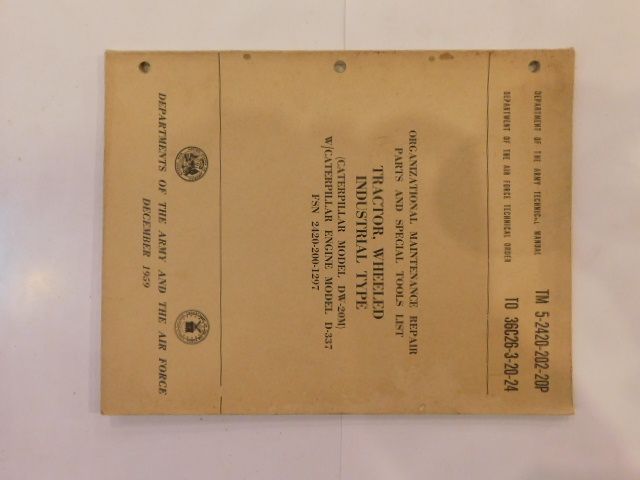 DEPARTMENT OF THE ARMY TECHNICAL MANUAL TM 5-2420-202-20P
DEPARTMENT OF THE AIR FORCE TECHNICAL ORDER TO 36C26-3-20-24
ORGANIZATIONAL MAINTENANCE REPAIR
PARTS AND SPECIAL TOOLS LIST
TRACTOR, WHEELED
INDUSTRIAL TYPE
(CATERPILLAR MODEL DW-20M)
W/CATERPILLAR ENGINE MODEL D-337
FSN 2420-200-1297
DEPARTMENTS OF THE ARMY AND THE AIR FORCE
DECEMBER 1959